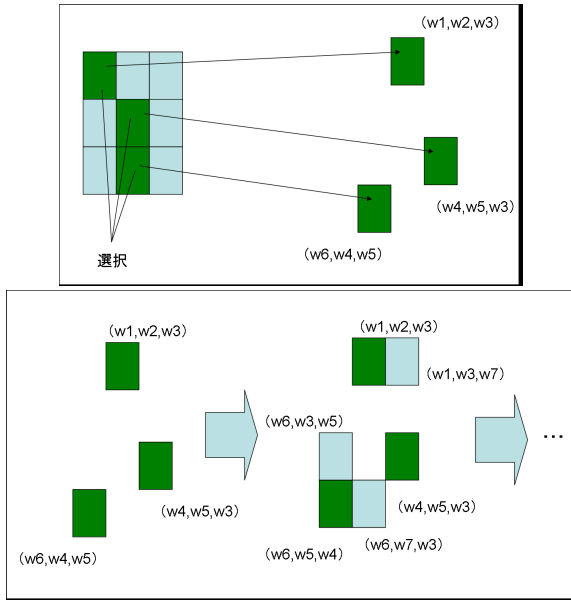 （w1,w2,w3）
（w4,w5,w3）
（w6,w4,w5）
選択
（w1,w2,w3）
（w4,w5,w3）
（w6,w4,w5）
（w1,w2,w3）
（w1,w3,w7）
（w6,w3,w5）
（w4,w5,w3）
（w6,w7,w3）
（w6,w5,w4）
…